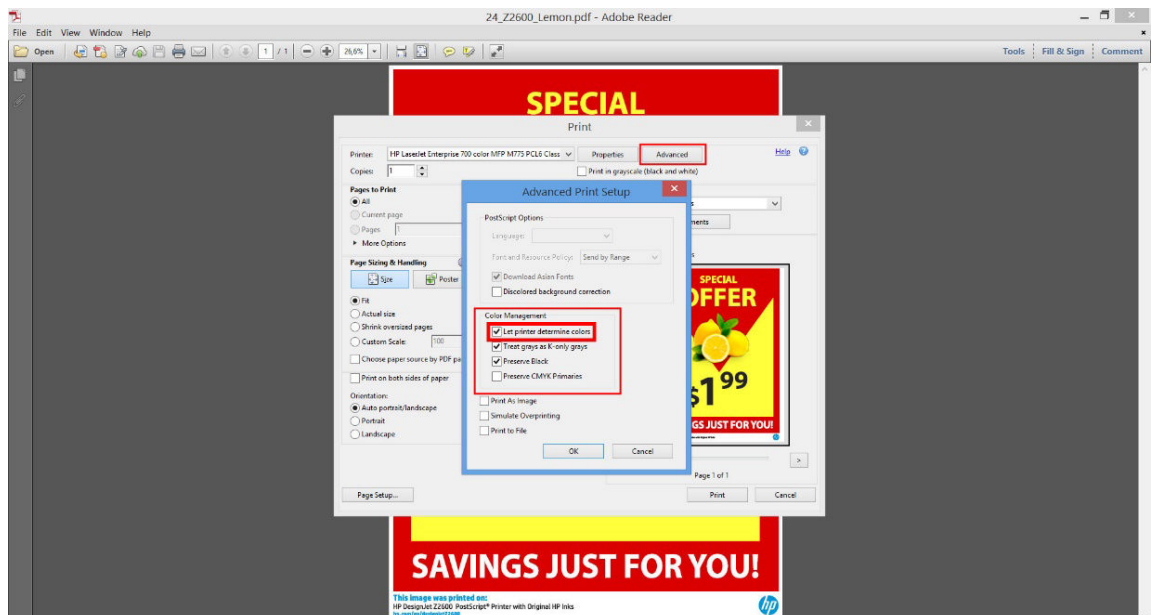 24_Z2600_Lemon.pdf - Adobe Reader
File Edit View Window Help
Open 1 / 1 26,6% Tools Fill & Sign Comment
SPECIAL
Print
Printer: HP LaserJet Enterprise 700 color MFP M775 PCL6 Class Properties Advanced Help
Copies: 1 Print in grayscale (black and white)
Pages to Print
All
Current page
Pages 1
More Options
Page Sizing & Handling
Size Poster
Fit
Actual size
Shrink oversized pages
Custom Scale: 100
Choose paper source by PDF pa
Print on both sides of paper
Orientation:
Auto portrait/landscape
Portrait
Landscape
Advanced Print Setup
PostScript Options
Language:
Font and Resource Policy: Send by Range
Download Asian Fonts
Discolored background correction
Color Management
Let printer determine colors
Treat grays as K-only grays
Preserve Black
Preserve CMYK Primaries
Print As Image
Simulate Overprinting
Print to File
OK Cancel
s
ments
s
SPECIAL
OFFER
$1 99
GS JUST FOR YOU!
>
Page 1 of 1
Page Setup... Print Cancel
SAVINGS JUST FOR YOU!
This image was printed on:
HP DesignJet Z2600 PostScript® Printer with Original HP Inks
hp